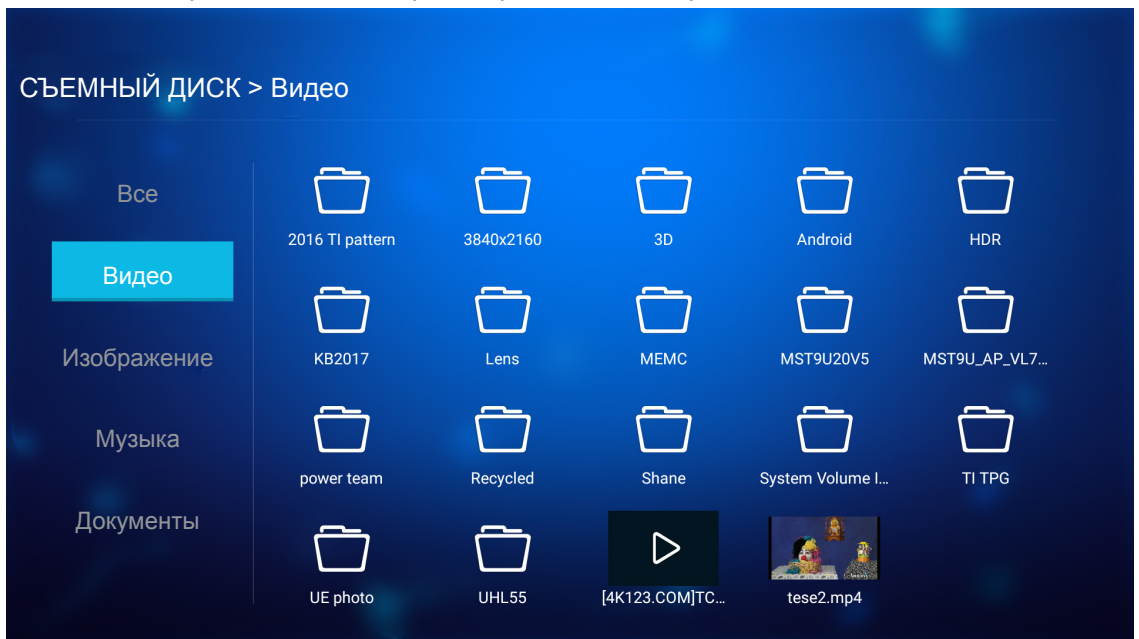 СЪЕМНЫЙ ДИСК > Видео
Все
Видео
Изображение
Музыка
Документы
2016 TI pattern
3840x2160
3D
Android
HDR
KB2017
Lens
MEMC
MST9U20V5
MST9U_AP_VL7...
power team
Recycled
Shane
System Volume I...
TI TPG
UE photo
UHL55
[4K123.COM]TC...
tese2.mp4